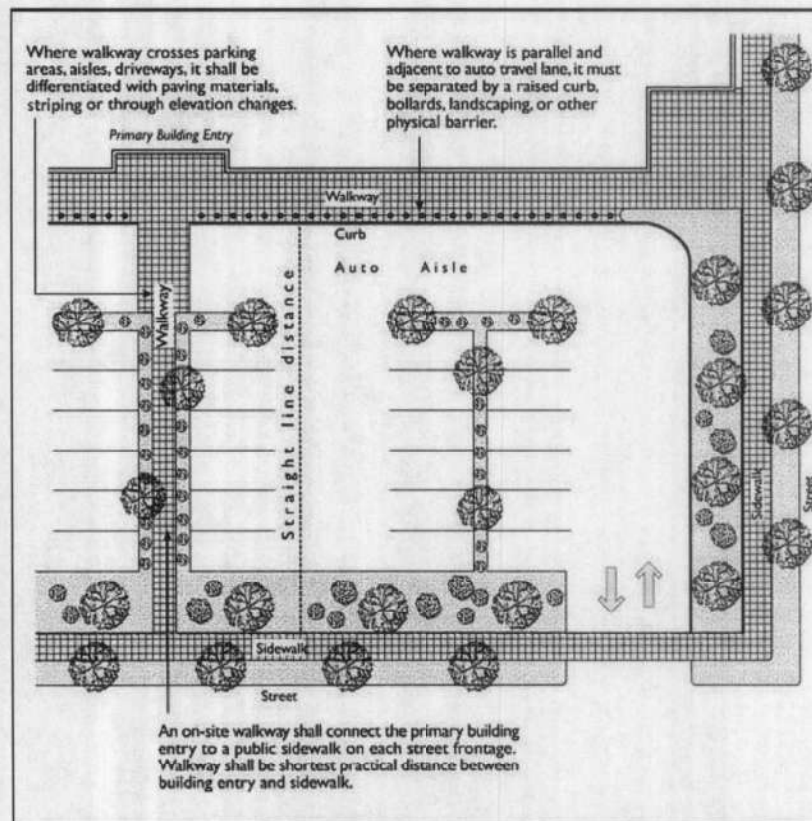 Where walkway crosses parking
areas, aisles, driveways, it shall be
differentiated with paving materials,
striping or through elevation changes.
Where walkway is parallel and
adjacent to auto travel lane, it must
be separated by a raised curb,
bollards, landscaping, or other
physical barrier.
Primary Building Entry
Walkway
Curb
Auto Aisle
Walkway
Straight line distance
Sidewalk
Street
Sidewalk
Street
An on-site walkway shall connect the primary building
entry to a public sidewalk on each street frontage.
Walkway shall be shortest practical distance between
building entry and sidewalk.